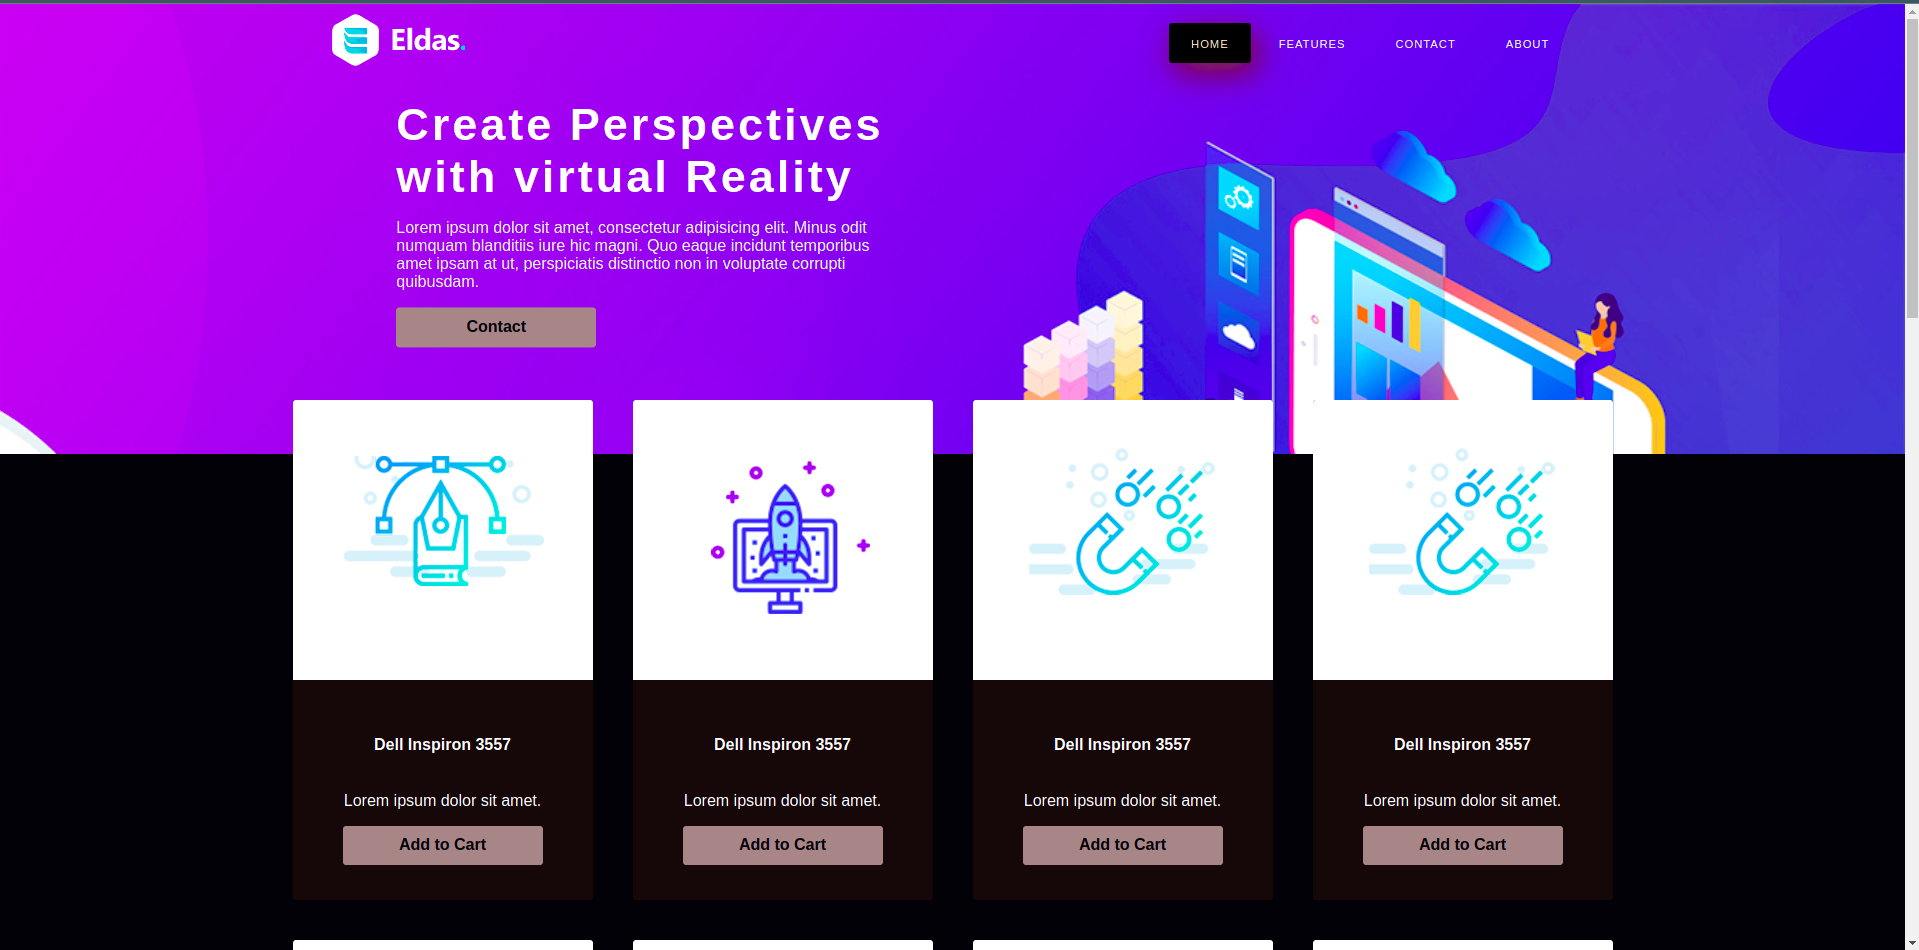 Eldas.
HOME FEATURES CONTACT ABOUT
Create Perspectives
with virtual Reality
Lorem ipsum dolor sit amet, consectetur adipisicing elit. Minus odit
numquam blanditiis iure hic magni. Quo eaque incidunt temporibus
amet ipsam at ut, perspiciatis distinctio non in voluptate corrupti
quibusdam.
Contact
Dell Inspiron 3557
Lorem ipsum dolor sit amet.
Add to Cart
Dell Inspiron 3557
Lorem ipsum dolor sit amet.
Add to Cart
Dell Inspiron 3557
Lorem ipsum dolor sit amet.
Add to Cart
Dell Inspiron 3557
Lorem ipsum dolor sit amet.
Add to Cart